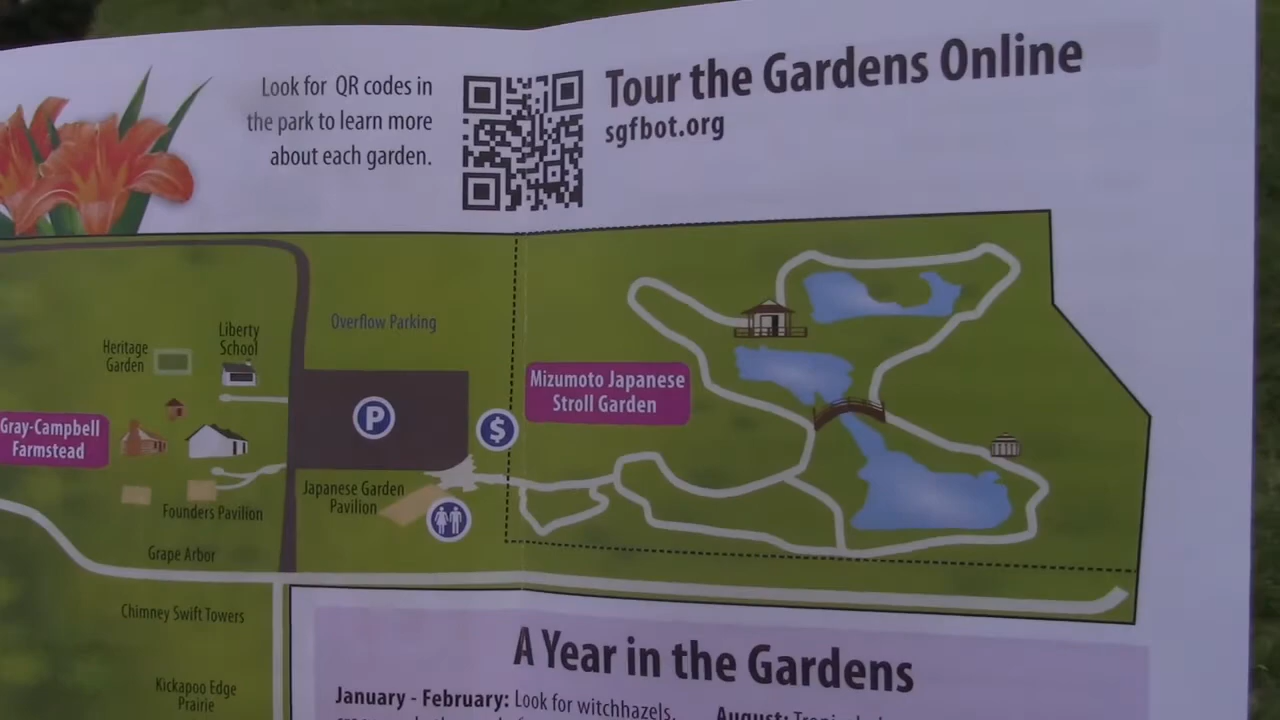 Look for QR codes in
the park to learn more
about each garden.
Tour the Gardens Online
sgfbot.org
Overflow Parking
Liberty
School
Heritage
Garden
P
$
Mizumoto Japanese
Stroll Garden
Gray-Campbell
Farmstead
Japanese Garden
Pavilion
Founders Pavilion
Grape Arbor
Chimney Swift Towers
Kickapoo Edge
Prairie
A Year in the Gardens
January - February: Look for witchhazels,
August: